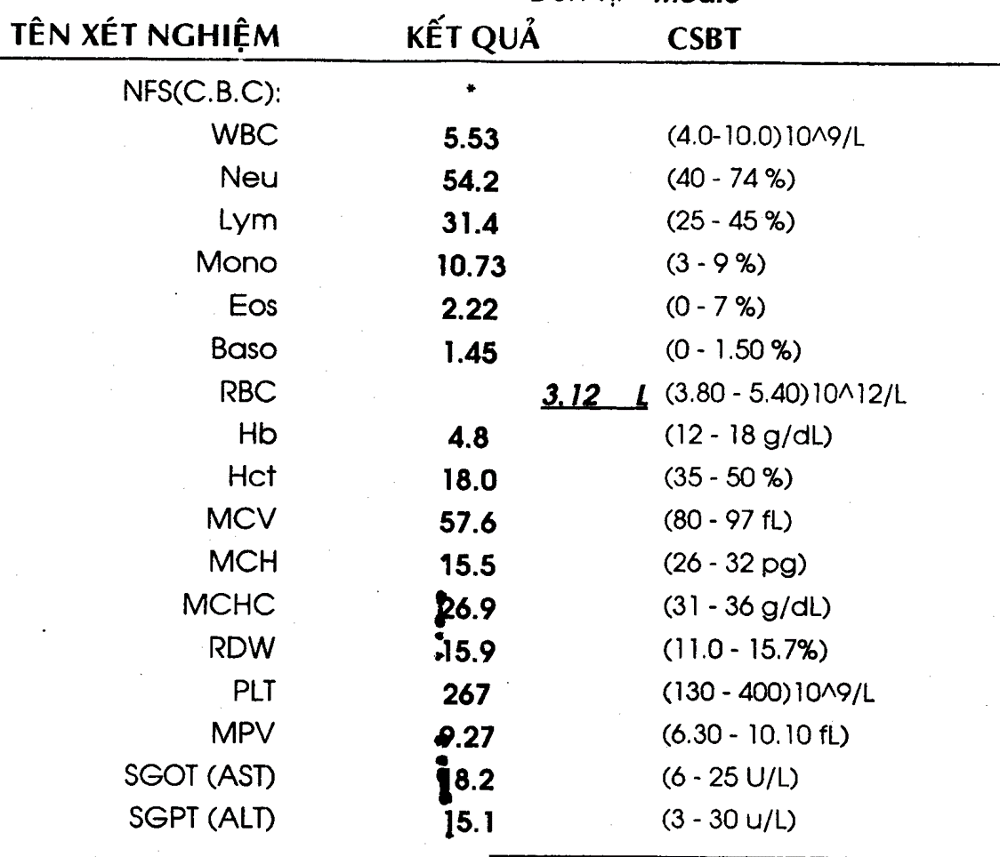 TÊN XÉT NGHIỆM KẾT QUẢ CSBT
NFS(C.B.C): *
WBC 5.53 (4.0-10.0)10^9/L
Neu 54.2 (40 - 74 %)
Lym 31.4 (25 - 45 %)
Mono 10.73 (3 - 9 %)
Eos 2.22 (0 - 7 %)
Baso 1.45 (0 - 1.50 %)
RBC 3.12 L (3.80 - 5.40)10^12/L
Hb 4.8 (12 - 18 g/dL)
Hct 18.0 (35 - 50 %)
MCV 57.6 (80 - 97 fL)
MCH 15.5 (26 - 32 pg)
MCHC 26.9 (31 - 36 g/dL)
RDW 15.9 (11.0 - 15.7%)
PLT 267 (130 - 400)10^9/L
MPV 9.27 (6.30 - 10.10 fL)
SGOT (AST) 18.2 (6 - 25 U/L)
SGPT (ALT) 15.1 (3 - 30 u/L)